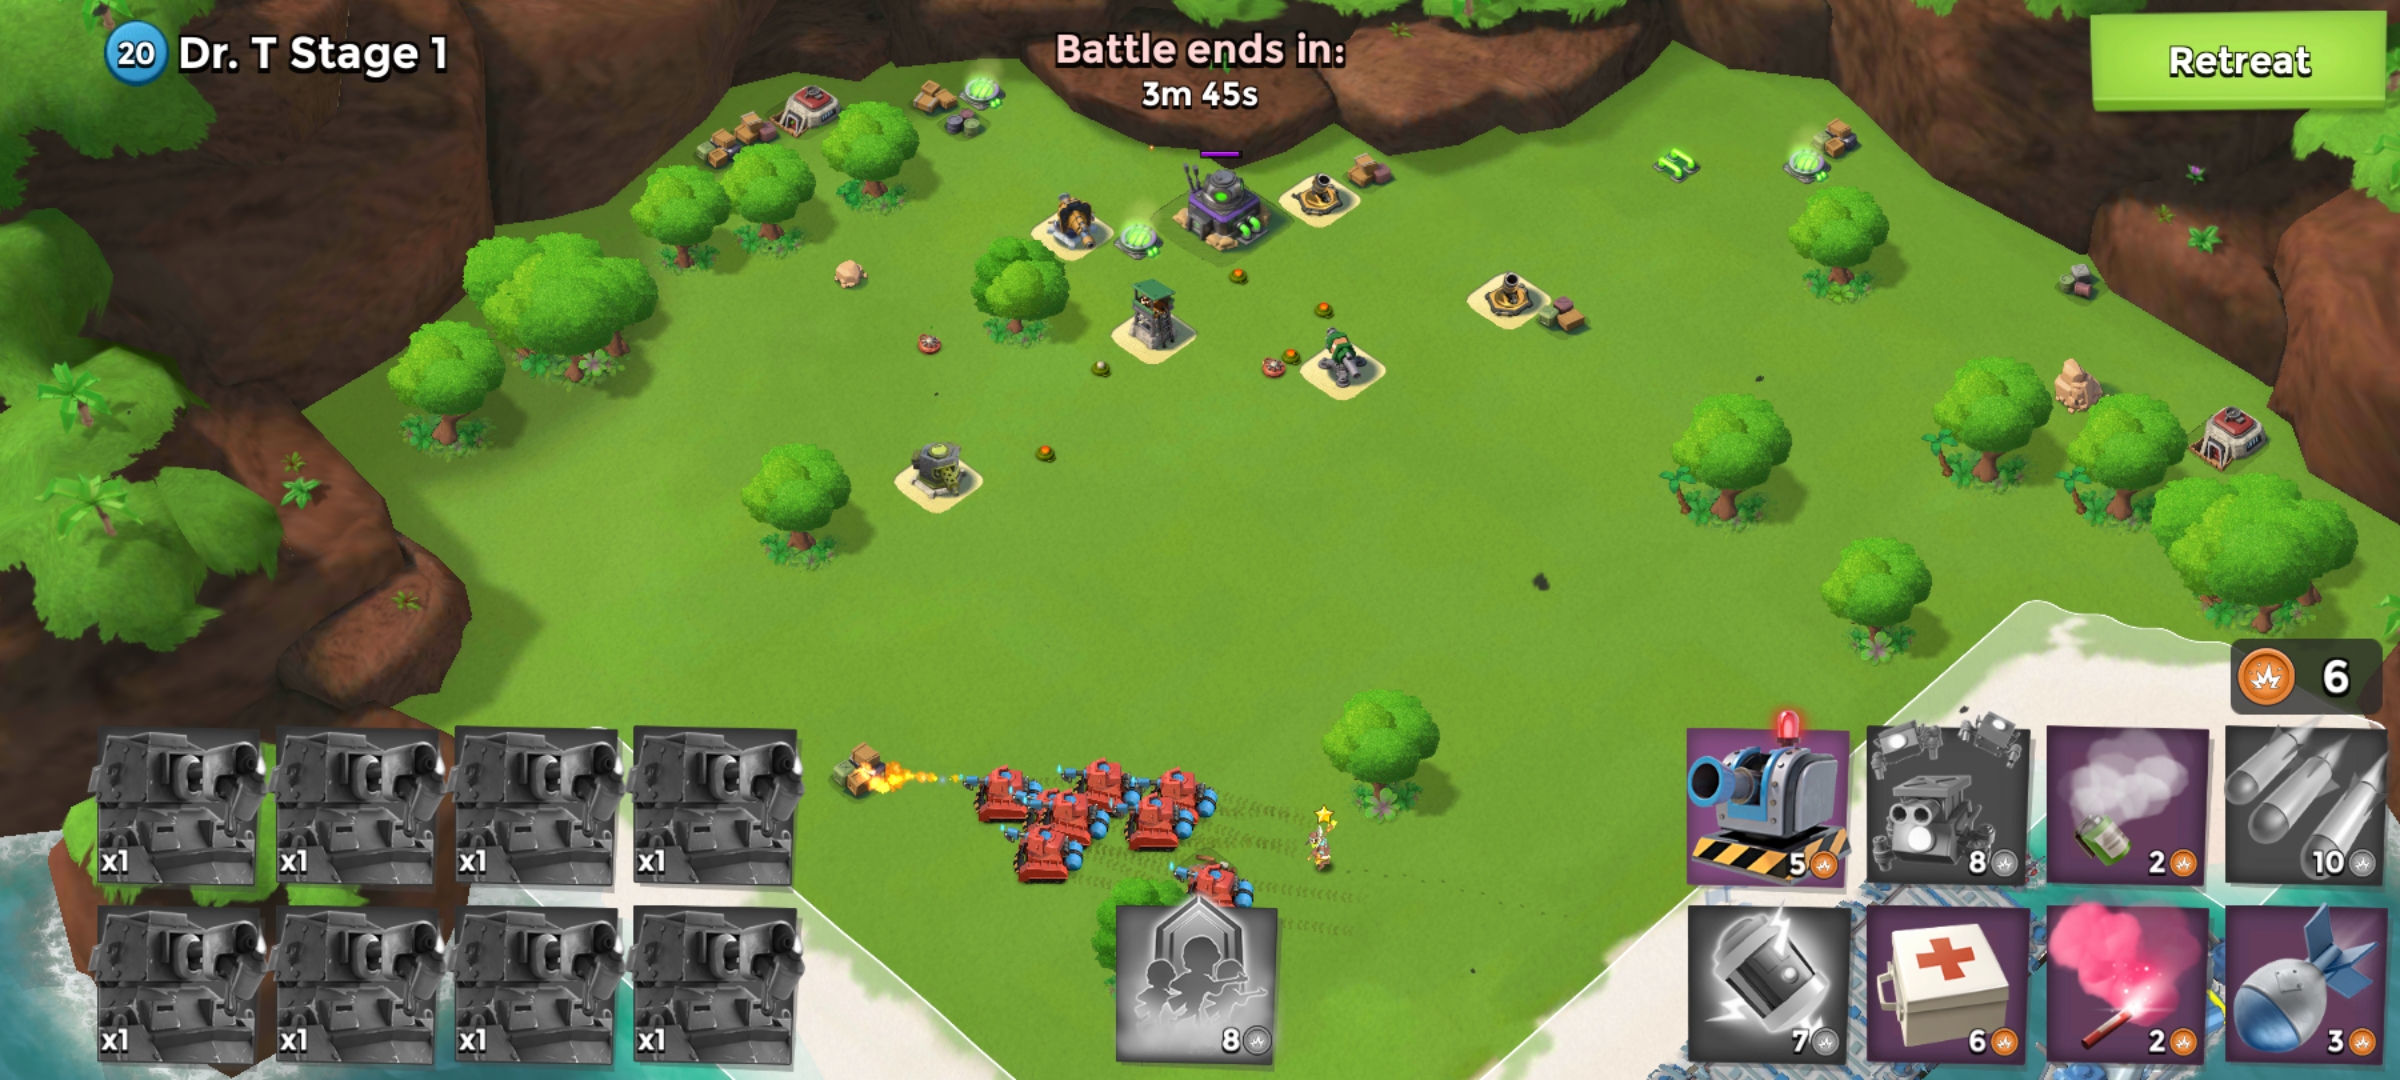 20 Dr. T Stage 1
Battle ends in:
3m 45s
Retreat
6
x1 x1 x1 x1
5 8 2 10
x1 x1 x1 x1
8
7 6 2 3